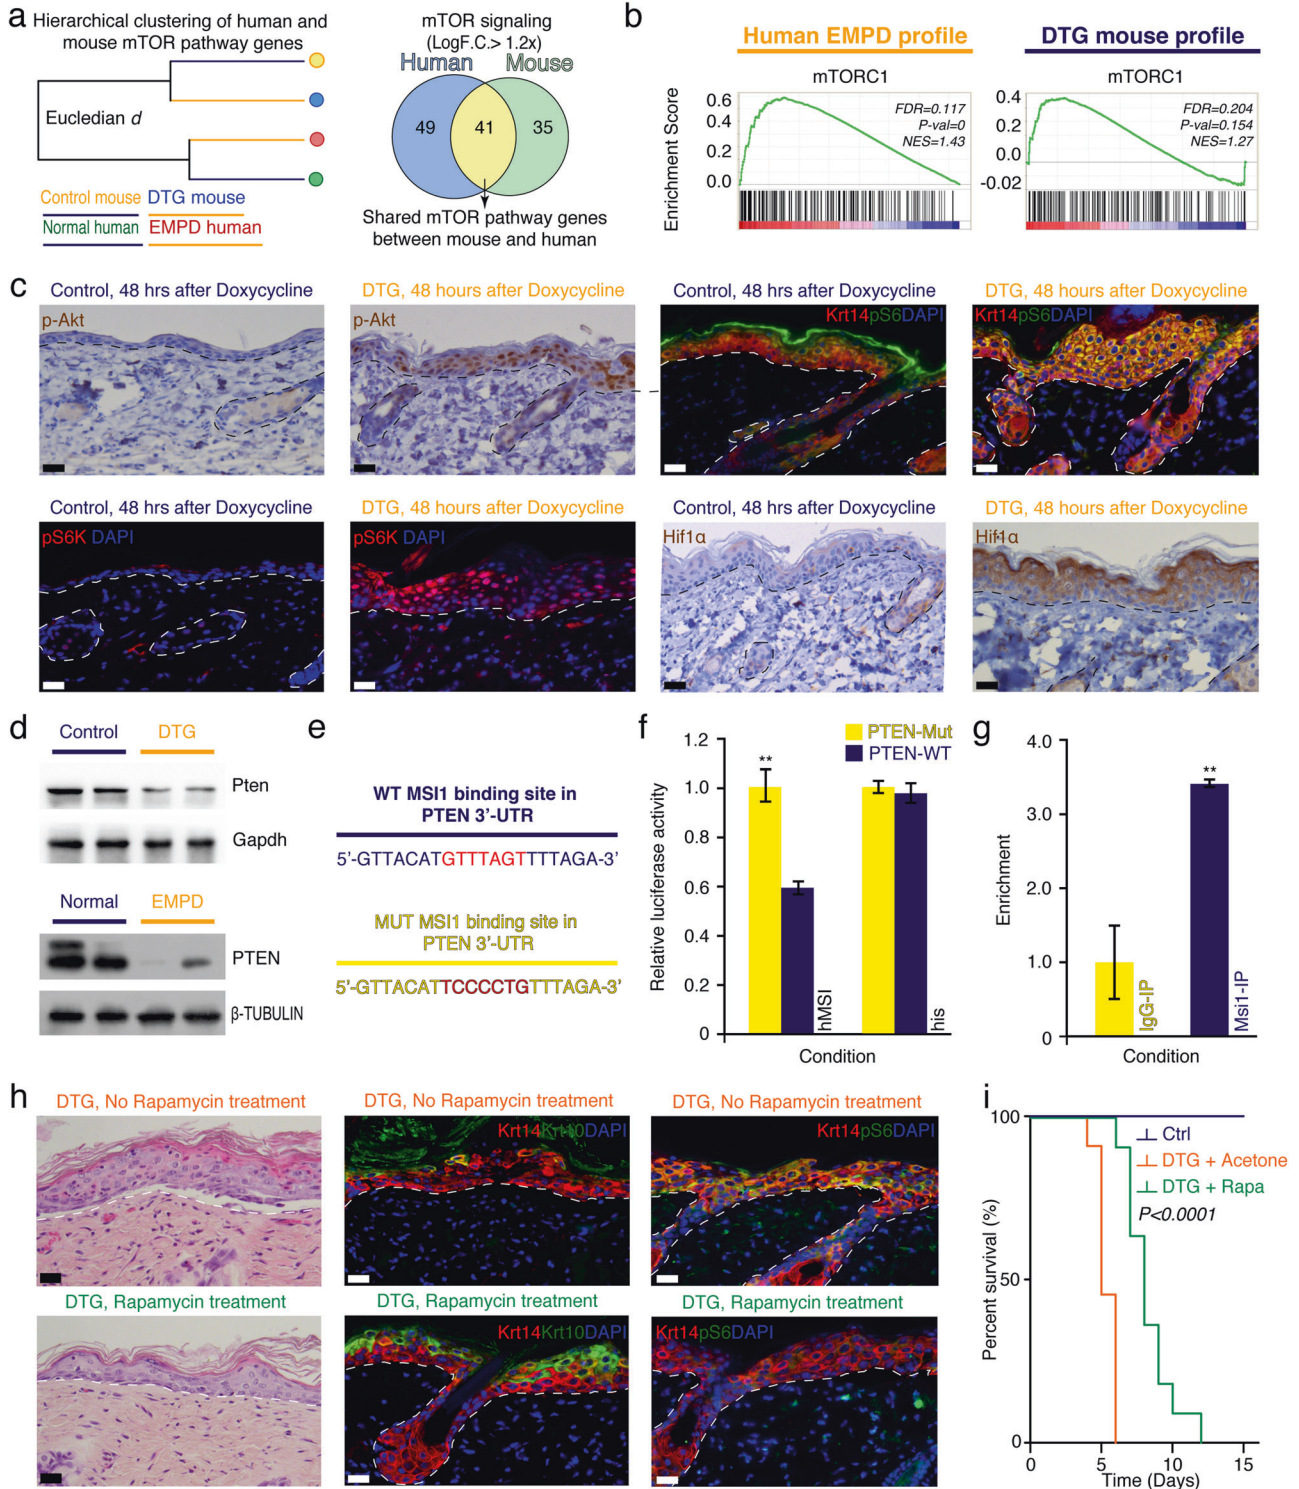 a
Hierarchical clustering of human and
mouse mTOR pathway genes
Eucledian d
Control mouse DTG mouse
Normal human EMPD human
mTOR signaling
(LogF.C.> 1.2x)
Human Mouse
49 41 35
Shared mTOR pathway genes
between mouse and human
b
Human EMPD profile
mTORC1
Enrichment Score
0.6
0.4
0.2
0.0
FDR=0.117
P-val=0
NES=1.43
DTG mouse profile
mTORC1
0.4
0.2
0.0
-0.02
FDR=0.204
P-val=0.154
NES=1.27
c
Control, 48 hrs after Doxycycline
p-Akt
DTG, 48 hours after Doxycycline
p-Akt
Control, 48 hrs after Doxycycline
Krt14pS6DAPI
DTG, 48 hours after Doxycycline
Krt14pS6DAPI
Control, 48 hrs after Doxycycline
pS6K DAPI
DTG, 48 hours after Doxycycline
pS6K DAPI
Control, 48 hrs after Doxycycline
Hif1α
DTG, 48 hours after Doxycycline
Hif1α
d
Control DTG
Pten
Gapdh
Normal EMPD
PTEN
β-TUBULIN
e
WT MSI1 binding site in
PTEN 3’-UTR
5’-GTTACATGTTTAGTTTTAGA-3’
MUT MSI1 binding site in
PTEN 3’-UTR
5’-GTTACATTCCCCTGTTTAGA-3’
f
PTEN-Mut
PTEN-WT
Relative luciferase activity
1.2
1.0
0.8
0.6
0.4
0.2
0
**
hMSI
his
Condition
g
Enrichment
4.0
3.0
2.0
1.0
0
**
IgG-IP
Msi1-IP
Condition
h
DTG, No Rapamycin treatment
DTG, No Rapamycin treatment
Krt14Krt10DAPI
DTG, No Rapamycin treatment
Krt14pS6DAPI
DTG, Rapamycin treatment
DTG, Rapamycin treatment
Krt14Krt10DAPI
DTG, Rapamycin treatment
Krt14pS6DAPI
i
Percent survival (%)
100
50
0
Ctrl
DTG + Acetone
DTG + Rapa
P<0.0001
0 5 10 15
Time (Days)